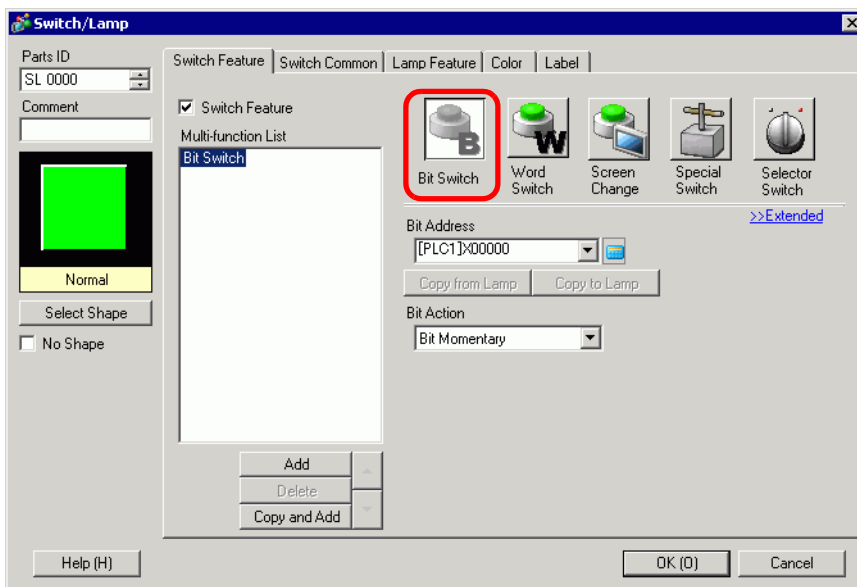 Switch/Lamp
Parts ID
SL 0000
Comment
Normal
Select Shape
No Shape
Switch Feature
Switch Common
Lamp Feature
Color
Label
Switch Feature
Multi-function List
Bit Switch
Add
Delete
Copy and Add
B
Bit Switch
W
Word
Switch
Screen
Change
Special
Switch
Selector
Switch
>>Extended
Bit Address
[PLC1]X00000
Copy from Lamp
Copy to Lamp
Bit Action
Bit Momentary
Help (H)
OK (O)
Cancel